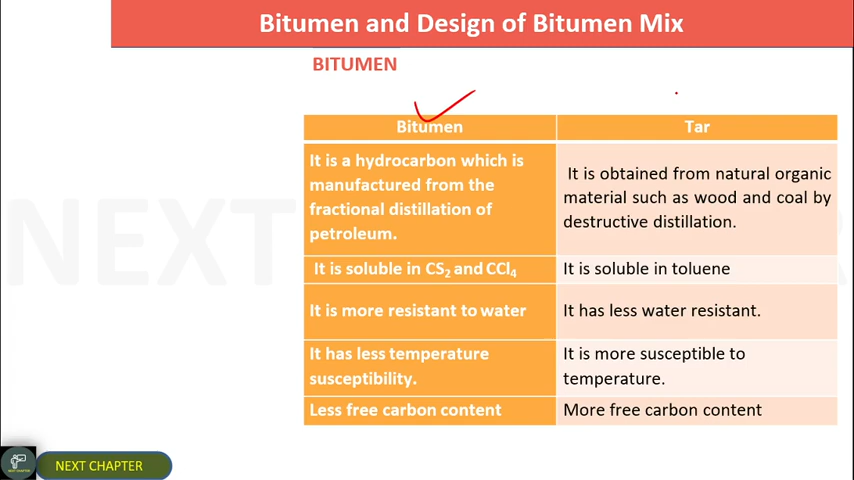 Bitumen and Design of Bitumen Mix
BITUMEN
Bitumen
Tar
It is a hydrocarbon which is
manufactured from the
fractional distillation of
petroleum.
It is obtained from natural organic
material such as wood and coal by
destructive distillation.
It is soluble in CS₂ and CCl₄
It is soluble in toluene
It is more resistant to water
It has less water resistant.
It has less temperature
susceptibility.
It is more susceptible to
temperature.
Less free carbon content
More free carbon content
NEXT
NEXT CHAPTER
NEXT CHAPTER